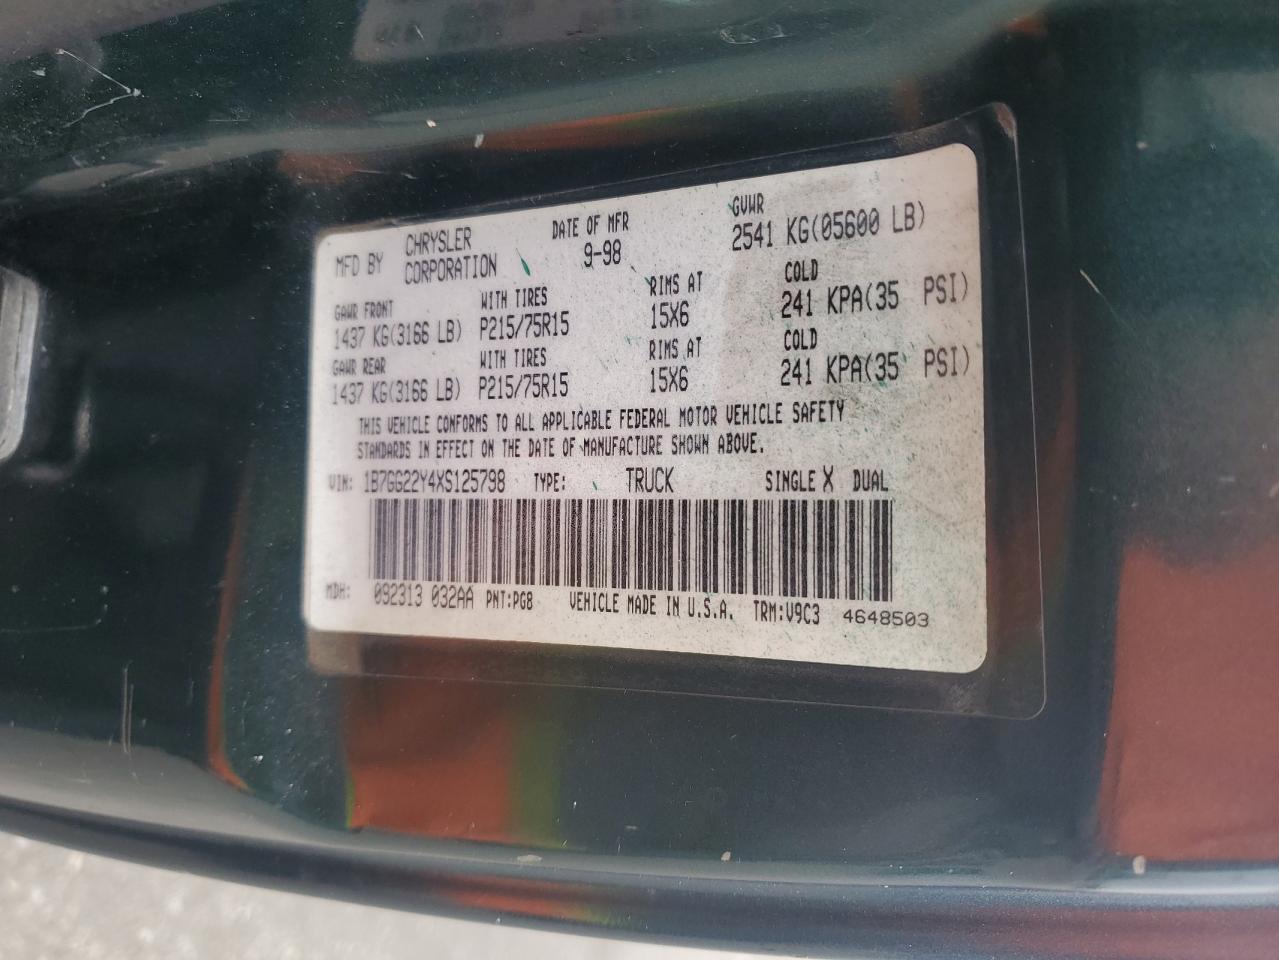 MFD BY CHRYSLER CORPORATION DATE OF MFR 9-98 GVWR 2541 KG(05600 LB)
GAWR FRONT WITH TIRES RIMS AT COLD
1437 KG(3166 LB) P215/75R15 15X6 241 KPA(35 PSI)
GAWR REAR WITH TIRES RIMS AT COLD
1437 KG(3166 LB) P215/75R15 15X6 241 KPA(35 PSI)
THIS VEHICLE CONFORMS TO ALL APPLICABLE FEDERAL MOTOR VEHICLE SAFETY
STANDARDS IN EFFECT ON THE DATE OF MANUFACTURE SHOWN ABOVE.
VIN: 1B7GG22Y4XS125798 TYPE: TRUCK SINGLE X DUAL
MDH: 092313 032AA PNT:PG8 VEHICLE MADE IN U.S.A. TRM:V9C3 4648503